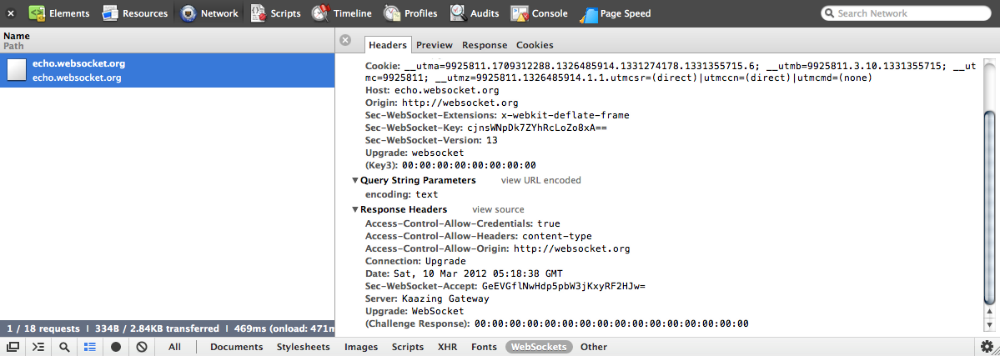 Elements Resources Network Scripts Timeline Profiles Audits Console Page Speed Search Network
Name
Path
echo.websocket.org
echo.websocket.org
1 / 18 requests | 334B / 2.84KB transferred | 469ms (onload: 471m
Headers Preview Response Cookies
Cookie: __utma=9925811.1709312288.1326485914.1331274178.1331355715.6; __utmb=9925811.3.10.1331355715; __ut
mc=9925811; __utmz=9925811.1326485914.1.1.utmcsr=(direct)|utmccn=(direct)|utmcmd=(none)
Host: echo.websocket.org
Origin: http://websocket.org
Sec-WebSocket-Extensions: x-webkit-deflate-frame
Sec-WebSocket-Key: cjnsWNpDk7ZYhRcLoZo8xA==
Sec-WebSocket-Version: 13
Upgrade: websocket
(Key3): 00:00:00:00:00:00:00:00
Query String Parameters view URL encoded
encoding: text
Response Headers view source
Access-Control-Allow-Credentials: true
Access-Control-Allow-Headers: content-type
Access-Control-Allow-Origin: http://websocket.org
Connection: Upgrade
Date: Sat, 10 Mar 2012 05:18:38 GMT
Sec-WebSocket-Accept: GeEVGflNwHdp5pbW3jKxyRF2HJw=
Server: Kaazing Gateway
Upgrade: WebSocket
(Challenge Response): 00:00:00:00:00:00:00:00:00:00:00:00:00:00:00:00
All Documents Stylesheets Images Scripts XHR Fonts WebSockets Other